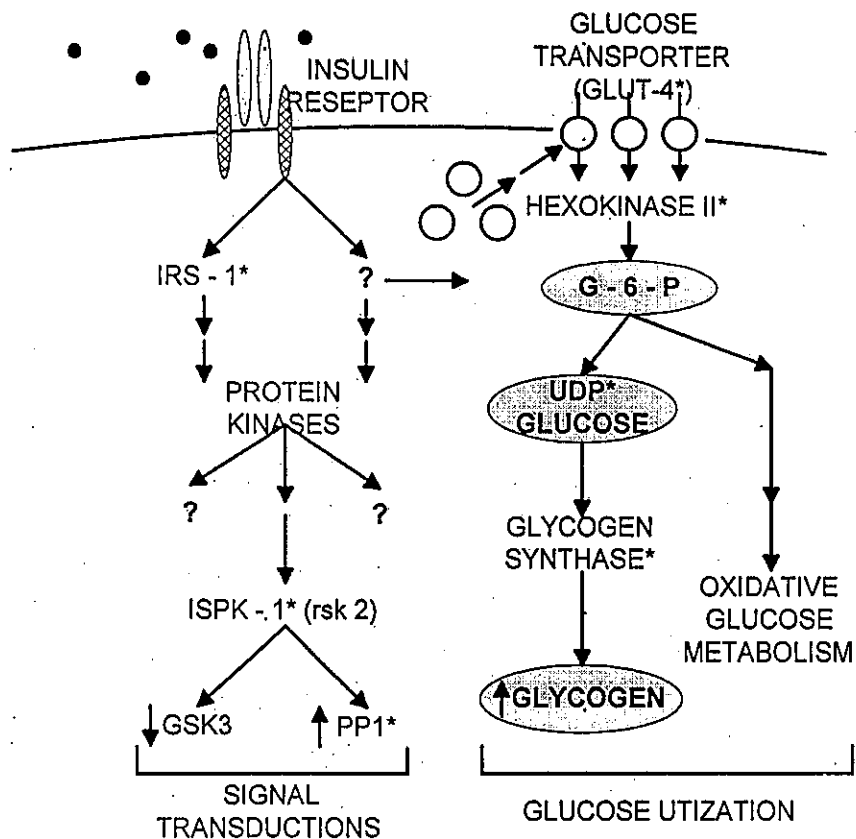 INSULIN
RESEPTOR
GLUCOSE
TRANSPORTER
(GLUT-4*)
HEXOKINASE II*
IRS - 1*
?
G - 6 - P
PROTEIN
KINASES
UDP*
GLUCOSE
?
?
GLYCOGEN
SYNTHASE*
ISPK - 1* (rsk 2)
OXIDATIVE
GLUCOSE
METABOLISM
GSK3
PP1*
GLYCOGEN
SIGNAL
TRANSDUCTIONS
GLUCOSE UTIZATION